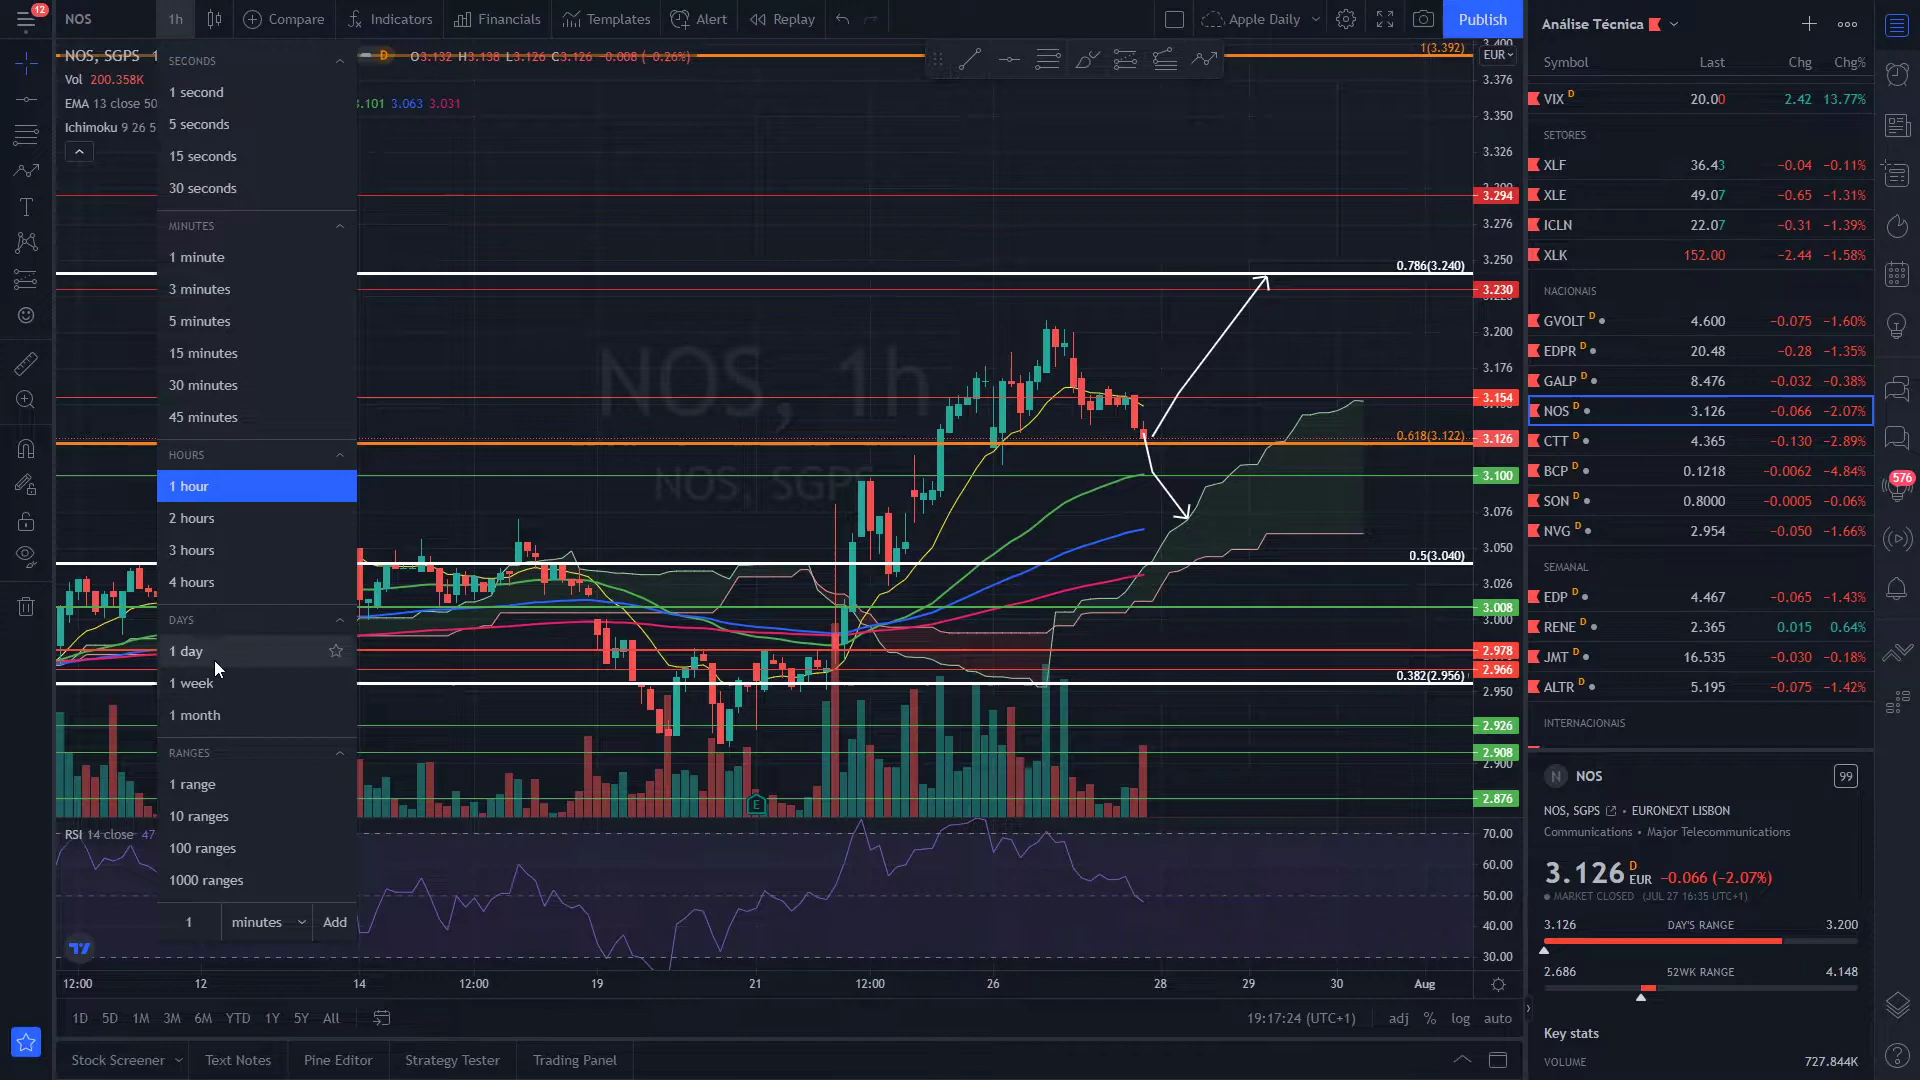 12
NOS
1h
Compare
Indicators
Financials
Templates
Alert
Replay
Apple Daily
Publish
NOS, SGPS
D
O3.132 H3.138 L3.126 C3.126 −0.008 (−0.26%)
Vol 200.358K
EMA 13 close 50
3.101 3.063 3.031
Ichimoku 9 26 5
SECONDS
1 second
5 seconds
15 seconds
30 seconds
MINUTES
1 minute
3 minutes
5 minutes
15 minutes
30 minutes
45 minutes
HOURS
1 hour
2 hours
3 hours
4 hours
DAYS
1 day
1 week
1 month
RANGES
1 range
10 ranges
100 ranges
1000 ranges
1 minutes Add
NOS, 1h
NOS, SGPS
E
RSI 14 close 47
1(3.392)
0.786(3.240)
0.618(3.122)
0.5(3.040)
0.382(2.956)
3.400
EUR
3.376
3.350
3.326
3.294
3.276
3.250
3.230
3.200
3.176
3.154
3.126
3.100
3.076
3.050
3.026
3.008
3.000
2.978
2.966
2.950
2.926
2.908
2.900
2.876
70.00
60.00
50.00
40.00
30.00
12:00 12 14 12:00 19 21 12:00 26 28 29 30 Aug
1D 5D 1M 3M 6M YTD 1Y 5Y All
19:17:24 (UTC+1) adj % log auto
Stock Screener
Text Notes
Pine Editor
Strategy Tester
Trading Panel
Análise Técnica
Symbol Last Chg Chg%
VIX D 20.00 2.42 13.77%
SETORES
XLF 36.43 −0.04 −0.11%
XLE 49.07 −0.65 −1.31%
ICLN 22.07 −0.31 −1.39%
XLK 152.00 −2.44 −1.58%
NACIONAIS
GVOLT D 4.600 −0.075 −1.60%
EDPR D 20.48 −0.28 −1.35%
GALP D 8.476 −0.032 −0.38%
NOS D 3.126 −0.066 −2.07%
CTT D 4.365 −0.130 −2.89%
BCP D 0.1218 −0.0062 −4.84%
SON D 0.8000 −0.0005 −0.06%
NVG D 2.954 −0.050 −1.66%
SEMANAL
EDP D 4.467 −0.065 −1.43%
RENE D 2.365 0.015 0.64%
JMT D 16.535 −0.030 −0.18%
ALTR D 5.195 −0.075 −1.42%
INTERNACIONAIS
N NOS
NOS, SGPS • EURONEXT LISBON
Communications • Major Telecommunications
3.126 D EUR −0.066 (−2.07%)
MARKET CLOSED (JUL 27 16:35 UTC+1)
3.126 DAY'S RANGE 3.200
2.686 52WK RANGE 4.148
Key stats
VOLUME 727.844K
576